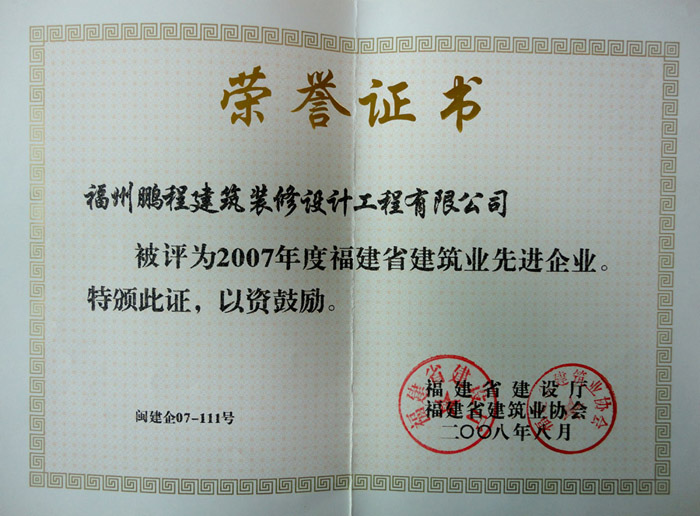 荣誉证书
福州鹏程建筑装修设计工程有限公司
被评为2007年度福建省建筑业先进企业。
特颁此证，以资鼓励。
福建省建设厅
福建省建筑业协会
闽建企07-111号
二〇〇八年八月